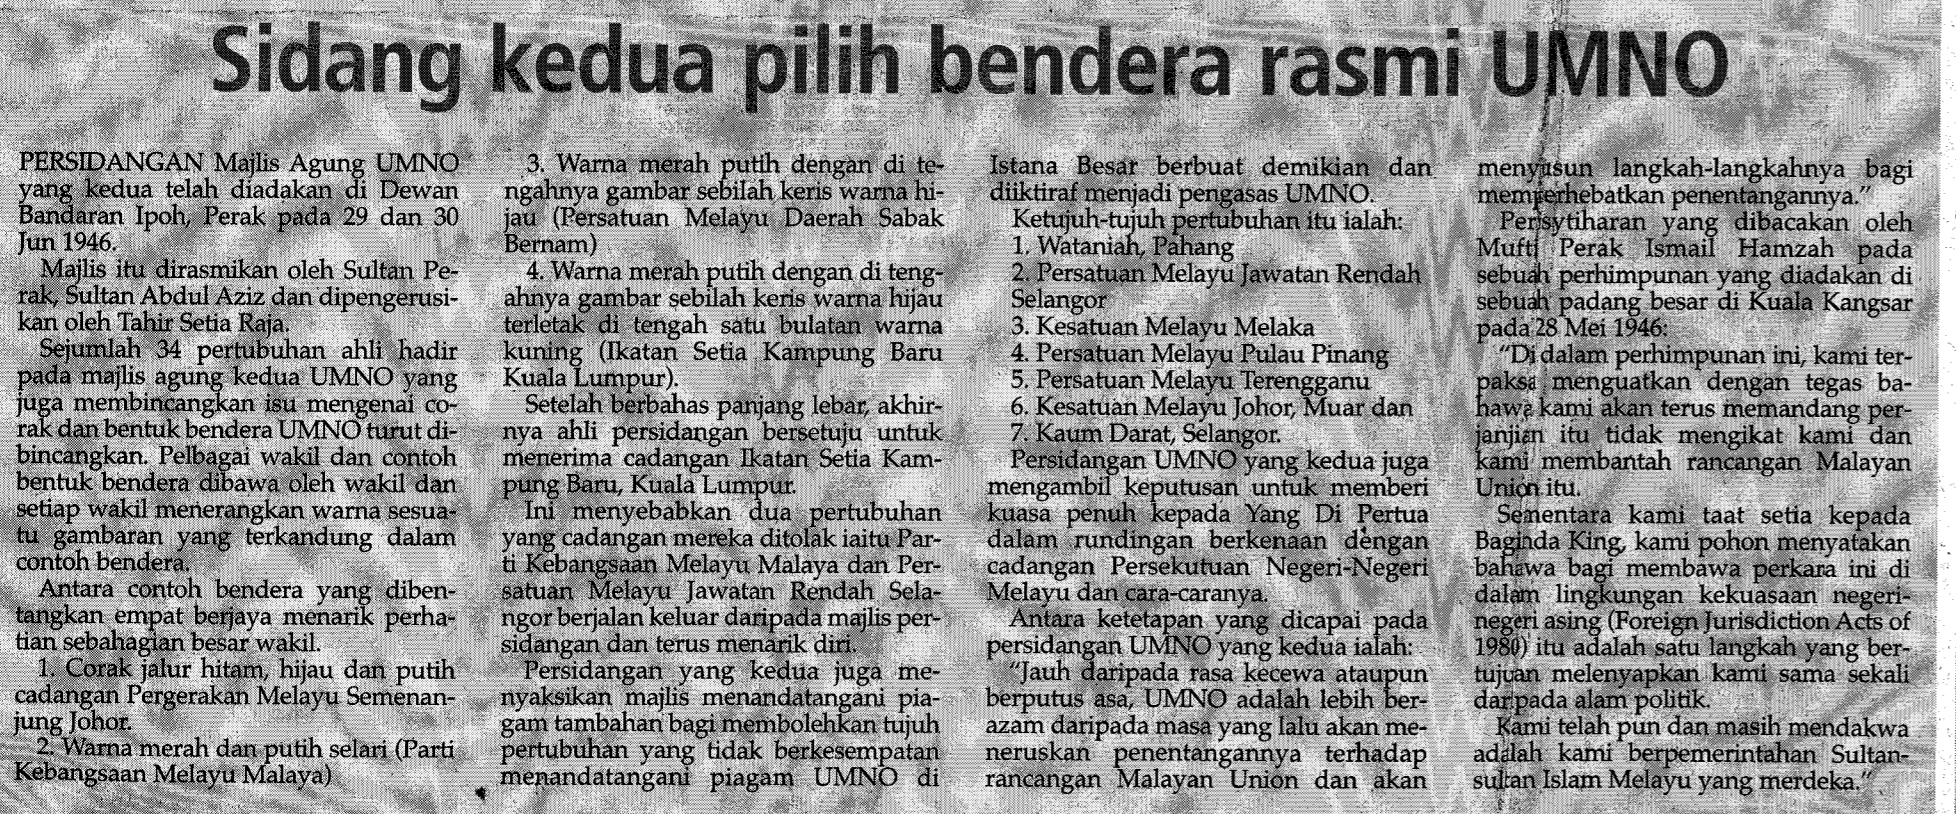 Sidang kedua pilih bendera rasmi UMNO
PERSIDANGAN Majlis Agung UMNO
yang kedua telah diadakan di Dewan
Bandaran Ipoh, Perak pada 29 dan 30
Jun 1946.
Majlis itu dirasmikan oleh Sultan Pe-
rak, Sultan Abdul Aziz dan dipengerusi-
kan oleh Tahir Setia Raja.
Sejumlah 34 pertubuhan ahli hadir
pada majlis agung kedua UMNO yang
juga membincangkan isu mengenai co-
rak dan bentuk bendera UMNO turut di-
bincangkan. Pelbagai wakil dan contoh
bentuk bendera dibawa oleh wakil dan
setiap wakil menerangkan warna sesua-
tu gambaran yang terkandung dalam
contoh bendera.
Antara contoh bendera yang diben-
tangkan empat berjaya menarik perha-
tian sebahagian besar wakil.
1. Corak jalur hitam, hijau dan putih
cadangan Pergerakan Melayu Semenan-
jung Johor.
2. Warna merah dan putih selari (Parti
Kebangsaan Melayu Malaya)
3. Warna merah putih dengan di te-
ngahnya gambar sebilah keris warna hi-
jau (Persatuan Melayu Daerah Sabak
Bernam)
4. Warna merah putih dengan di teng-
ahnya gambar sebilah keris warna hijau
terletak di tengah satu bulatan warna
kuning (Ikatan Setia Kampung Baru
Kuala Lumpur).
Setelah berbahas panjang lebar, akhir-
nya ahli persidangan bersetuju untuk
menerima cadangan Ikatan Setia Kam-
pung Baru, Kuala Lumpur.
Ini menyebabkan dua pertubuhan
yang cadangan mereka ditolak iaitu Par-
ti Kebangsaan Melayu Malaya dan Per-
satuan Melayu Jawatan Rendah Sela-
ngor berjalan keluar daripada majlis per-
sidangan dan terus menarik diri.
Persidangan yang kedua juga me-
nyaksikan majlis menandatangani pia-
gam tambahan bagi membolehkan tujuh
pertubuhan yang tidak berkesempatan
menandatangani piagam UMNO di
Istana Besar berbuat demikian dan
diiktiraf menjadi pengasas UMNO.
Ketujuh-tujuh pertubuhan itu ialah:
1. Wataniah, Pahang
2. Persatuan Melayu Jawatan Rendah
Selangor
3. Kesatuan Melayu Melaka
4. Persatuan Melayu Pulau Pinang
5. Persatuan Melayu Terengganu
6. Kesatuan Melayu Johor, Muar dan
7. Kaum Darat, Selangor.
Persidangan UMNO yang kedua juga
mengambil keputusan untuk memberi
kuasa penuh kepada Yang Di Pertua
dalam rundingan berkenaan dengan
cadangan Persekutuan Negeri-Negeri
Melayu dan cara-caranya.
Antara ketetapan yang dicapai pada
persidangan UMNO yang kedua ialah:
"Jauh daripada rasa kecewa ataupun
berputus asa, UMNO adalah lebih ber-
azam daripada masa yang lalu akan me-
neruskan penentangannya terhadap
rancangan Malayan Union dan akan
menyusun langkah-langkahnya bagi
memperhebatkan penentangannya."
Persytiharan yang dibacakan oleh
Mufti Perak Ismail Hamzah pada
sebuah perhimpunan yang diadakan di
sebuah padang besar di Kuala Kangsar
pada 28 Mei 1946:
"Di dalam perhimpunan ini, kami ter-
paksa menguatkan dengan tegas ba-
hawa kami akan terus memandang per-
janjian itu tidak mengikat kami dan
kami membantah rancangan Malayan
Union itu.
Sementara kami taat setia kepada
Baginda King, kami pohon menyatakan
bahawa bagi membawa perkara ini di
dalam lingkungan kekuasaan negeri-
negeri asing (Foreign Jurisdiction Acts of
1980) itu adalah satu langkah yang ber-
tujuan melenyapkan kami sama sekali
daripada alam politik.
Kami telah pun dan masih mendakwa
adalah kami berpemerintahan Sultan-
sultan Islam Melayu yang merdeka."